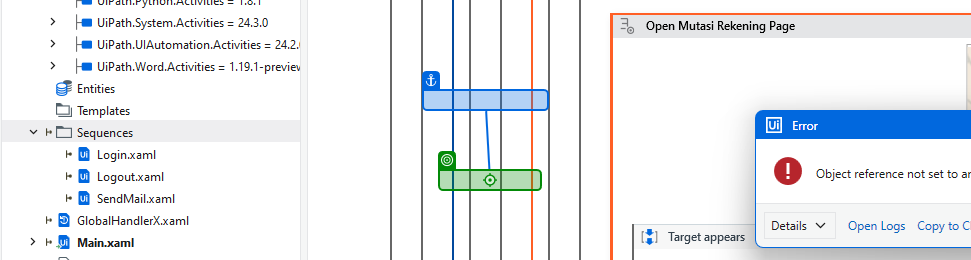 UiPath.Python.Activities = 1.8.1
UiPath.System.Activities = 24.3.0
UiPath.UIAutomation.Activities = 24.2.
UiPath.Word.Activities = 1.19.1-preview
Entities
Templates
Sequences
Login.xaml
Logout.xaml
SendMail.xaml
GlobalHandlerX.xaml
Main.xaml
Open Mutasi Rekening Page
Ui Error
Object reference not set to an
Details
Open Logs
Copy to Cl
Target appears